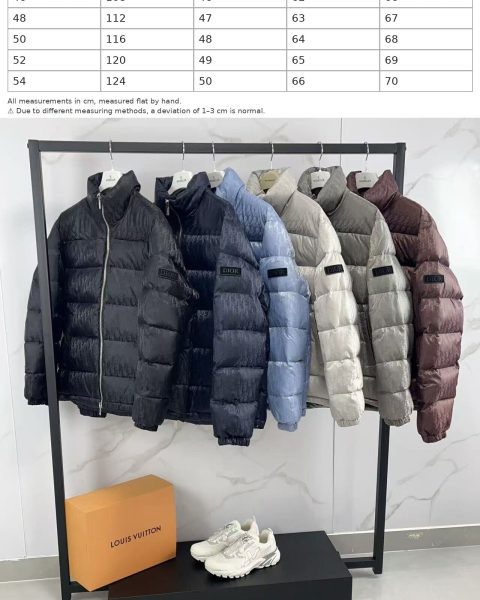 48 112 47 63 67
50 116 48 64 68
52 120 49 65 69
54 124 50 66 70
All measurements in cm, measured flat by hand.
⚠ Due to different measuring methods, a deviation of 1–3 cm is normal.
DIOR
LOUIS VUITTON